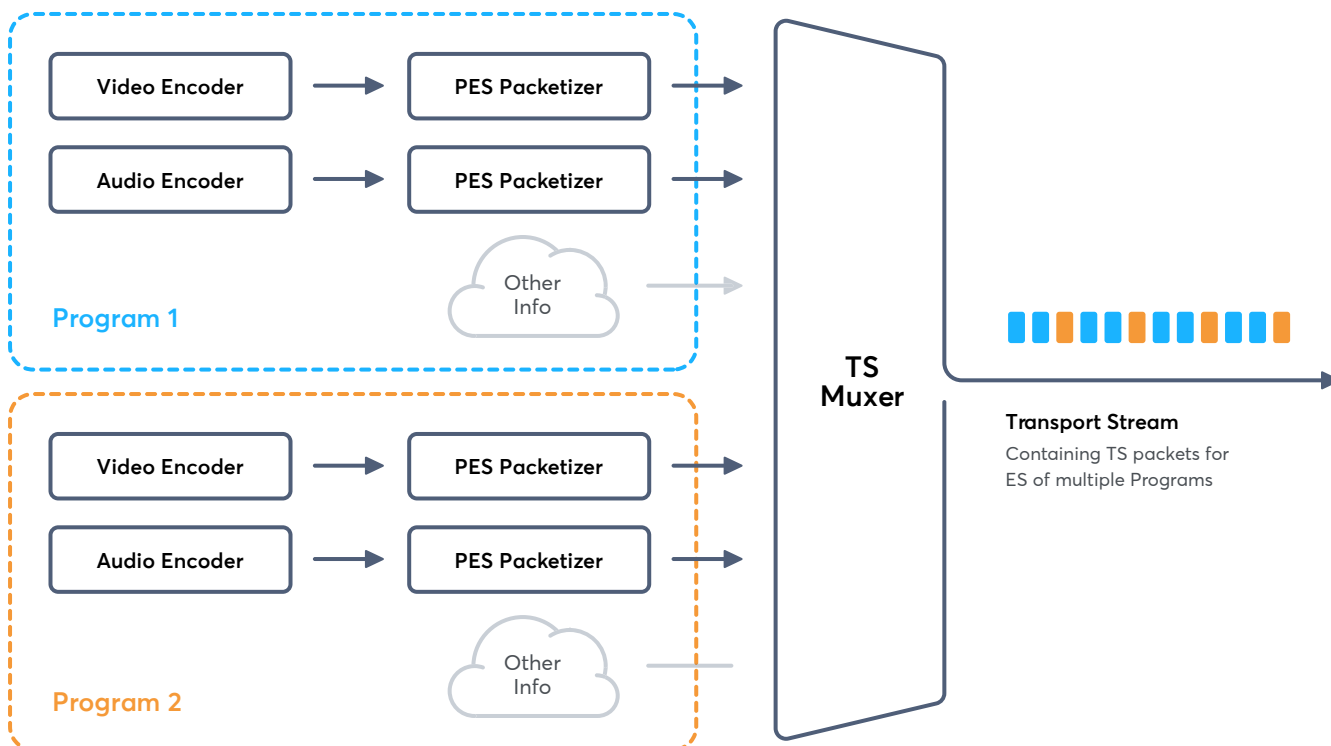 Video Encoder
PES Packetizer
Audio Encoder
PES Packetizer
Other
Info
Program 1
Video Encoder
PES Packetizer
Audio Encoder
PES Packetizer
Other
Info
Program 2
TS
Muxer
Transport Stream
Containing TS packets for
ES of multiple Programs